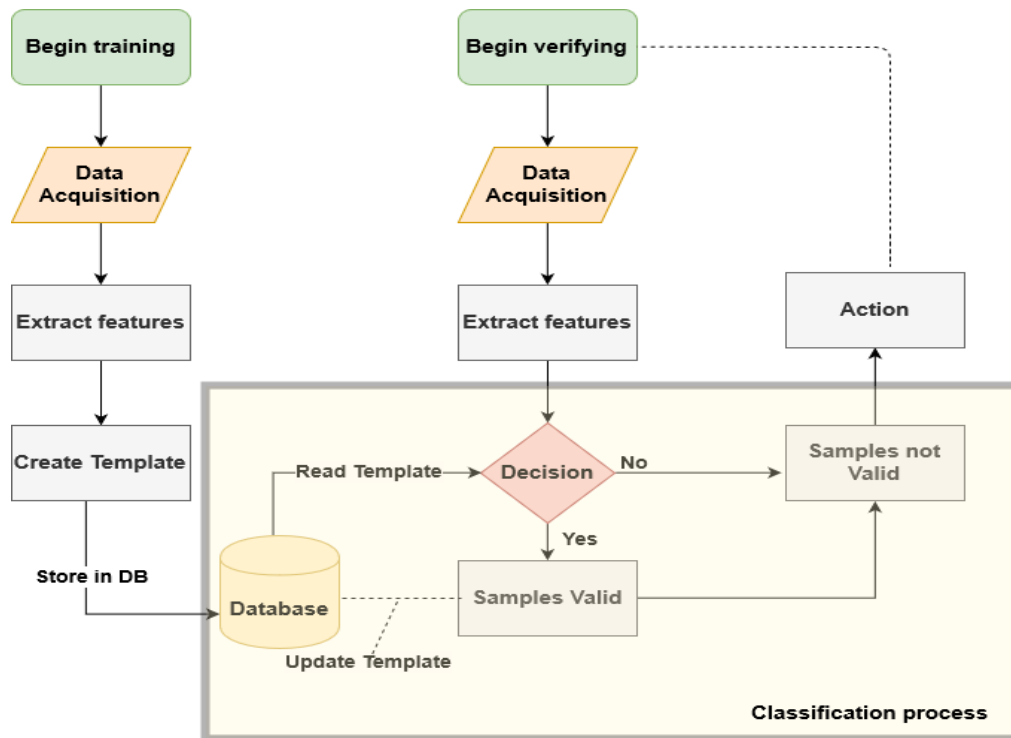 Begin training
Begin verifying
Data
Acquisition
Data
Acquisition
Extract features
Extract features
Action
Create Template
Read Template
Decision
No
Samples not
Valid
Yes
Store in DB
Database
Samples Valid
Update Template
Classification process